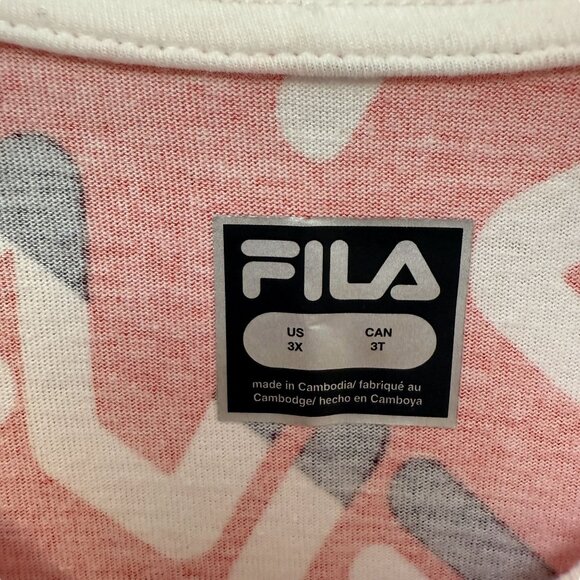 FILA
US CAN
3X 3T
made in Cambodia/ fabriqué au
Cambodge/ hecho en Camboya